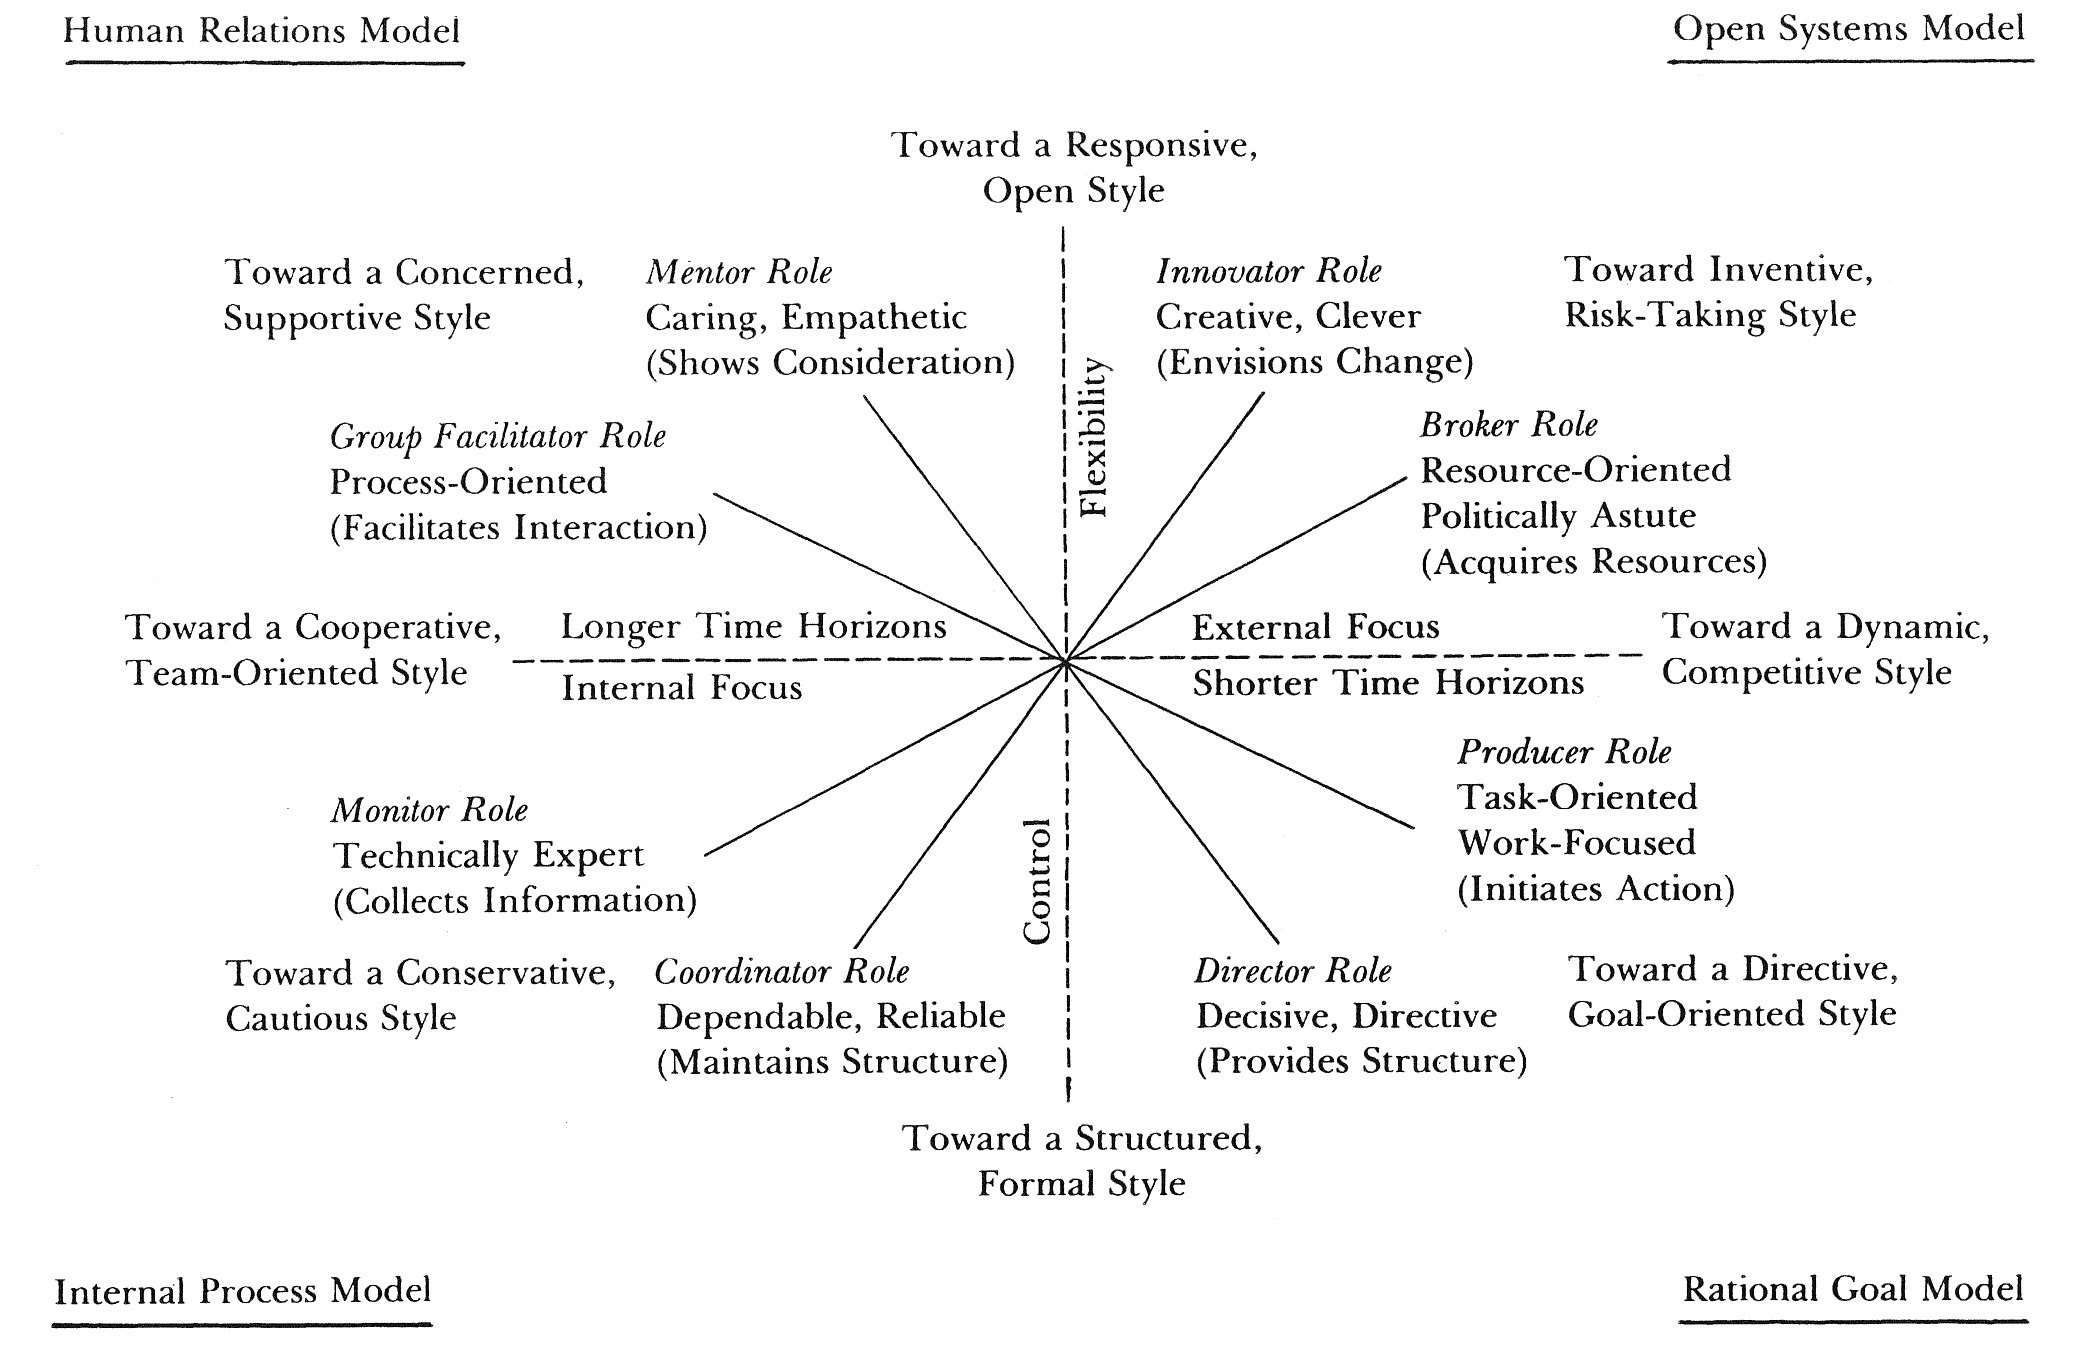 Human Relations Model
Open Systems Model
Toward a Responsive,
Open Style
Toward a Concerned,
Supportive Style
Mentor Role
Caring, Empathetic
(Shows Consideration)
Innovator Role
Creative, Clever
(Envisions Change)
Toward Inventive,
Risk-Taking Style
Flexibility
Group Facilitator Role
Process-Oriented
(Facilitates Interaction)
Broker Role
Resource-Oriented
Politically Astute
(Acquires Resources)
Toward a Cooperative,
Team-Oriented Style
Longer Time Horizons
Internal Focus
External Focus
Shorter Time Horizons
Toward a Dynamic,
Competitive Style
Monitor Role
Technically Expert
(Collects Information)
Control
Producer Role
Task-Oriented
Work-Focused
(Initiates Action)
Toward a Conservative,
Cautious Style
Coordinator Role
Dependable, Reliable
(Maintains Structure)
Director Role
Decisive, Directive
(Provides Structure)
Toward a Directive,
Goal-Oriented Style
Toward a Structured,
Formal Style
Internal Process Model
Rational Goal Model